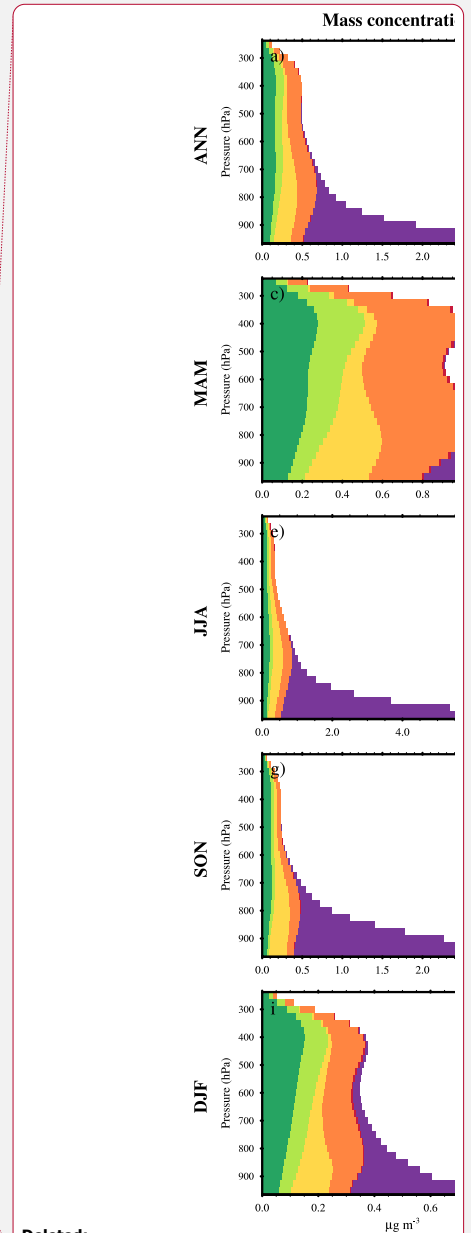 Mass concentrati
a)
300
400
500
600
700
800
900
Pressure (hPa)
ANN
0.0 0.5 1.0 1.5 2.0
c)
300
400
500
600
700
800
900
Pressure (hPa)
MAM
0.0 0.2 0.4 0.6 0.8
e)
300
400
500
600
700
800
900
Pressure (hPa)
JJA
0.0 2.0 4.0
g)
300
400
500
600
700
800
900
Pressure (hPa)
SON
0.0 0.5 1.0 1.5 2.0
i
300
400
500
600
700
800
900
Pressure (hPa)
DJF
0.0 0.2 0.4 0.6
µg m⁻³
Deleted: